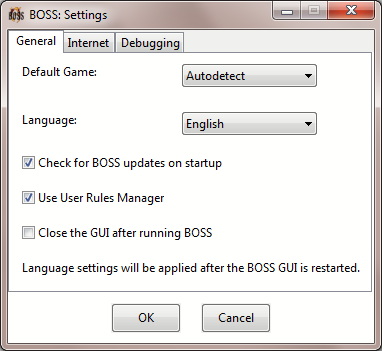 BOSS: Settings
General Internet Debugging
Default Game: Autodetect
Language: English
Check for BOSS updates on startup
Use User Rules Manager
Close the GUI after running BOSS
Language settings will be applied after the BOSS GUI is restarted.
OK Cancel